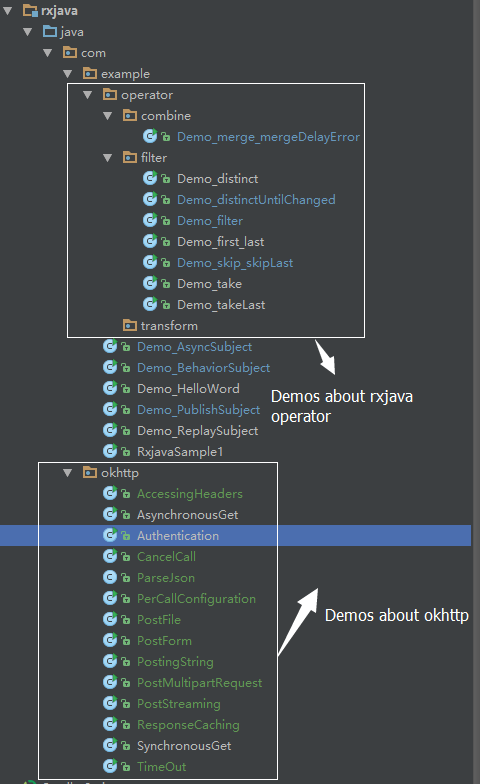 rxjava
java
com
example
operator
combine
Demo_merge_mergeDelayError
filter
Demo_distinct
Demo_distinctUntilChanged
Demo_filter
Demo_first_last
Demo_skip_skipLast
Demo_take
Demo_takeLast
transform
Demo_AsyncSubject
Demo_BehaviorSubject
Demo_HelloWord
Demo_PublishSubject
Demo_ReplaySubject
RxjavaSample1
Demos about rxjava
operator
okhttp
AccessingHeaders
AsynchronousGet
Authentication
CancelCall
ParseJson
PerCallConfiguration
PostFile
PostForm
PostingString
PostMultipartRequest
PostStreaming
ResponseCaching
SynchronousGet
TimeOut
Demos about okhttp